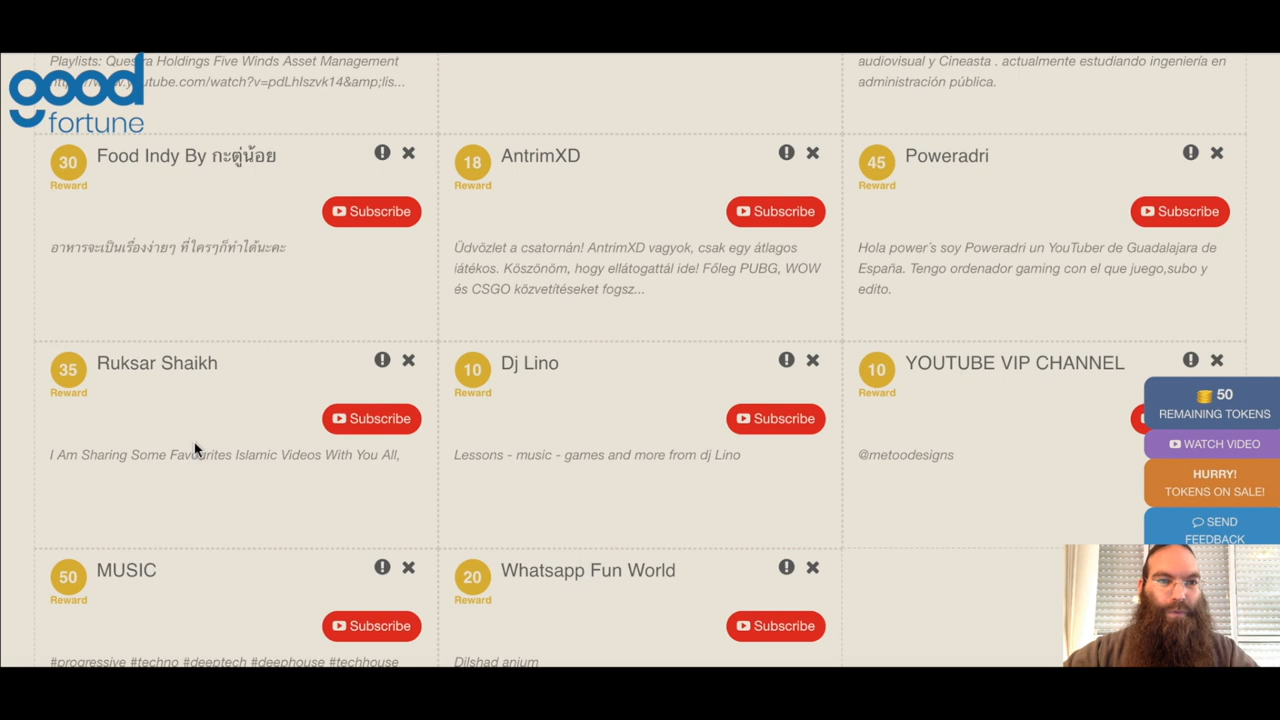 Playlists: Questra Holdings Five Winds Asset Management
audiovisual y Cineasta . actualmente estudiando ingeniería en
administración pública.
good
fortune
30
Reward
Food Indy By กะตู่น้อย
Subscribe
อาหารจะเป็นเรื่องง่ายๆ ที่ใครๆก็ทำได้นะคะ
18
Reward
AntrimXD
Subscribe
Üdvözlet a csatornán! AntrimXD vagyok, csak egy átlagos
játékos. Köszönöm, hogy ellátogattál ide! Főleg PUBG, WOW
és CSGO közvetítéseket fogsz...
45
Reward
Poweradri
Subscribe
Hola power´s soy Poweradri un YouTuber de Guadalajara de
España. Tengo ordenador gaming con el que juego,subo y
edito.
35
Reward
Ruksar Shaikh
Subscribe
I Am Sharing Some Favourites Islamic Videos With You All,
10
Reward
Dj Lino
Subscribe
Lessons - music - games and more from dj Lino
10
Reward
YOUTUBE VIP CHANNEL
@metoodesigns
50
REMAINING TOKENS
WATCH VIDEO
HURRY!
TOKENS ON SALE!
SEND
FEEDBACK
50
Reward
MUSIC
Subscribe
#progressive #techno #deeptech #deephouse #techhouse
20
Reward
Whatsapp Fun World
Subscribe
Dilshad anjum